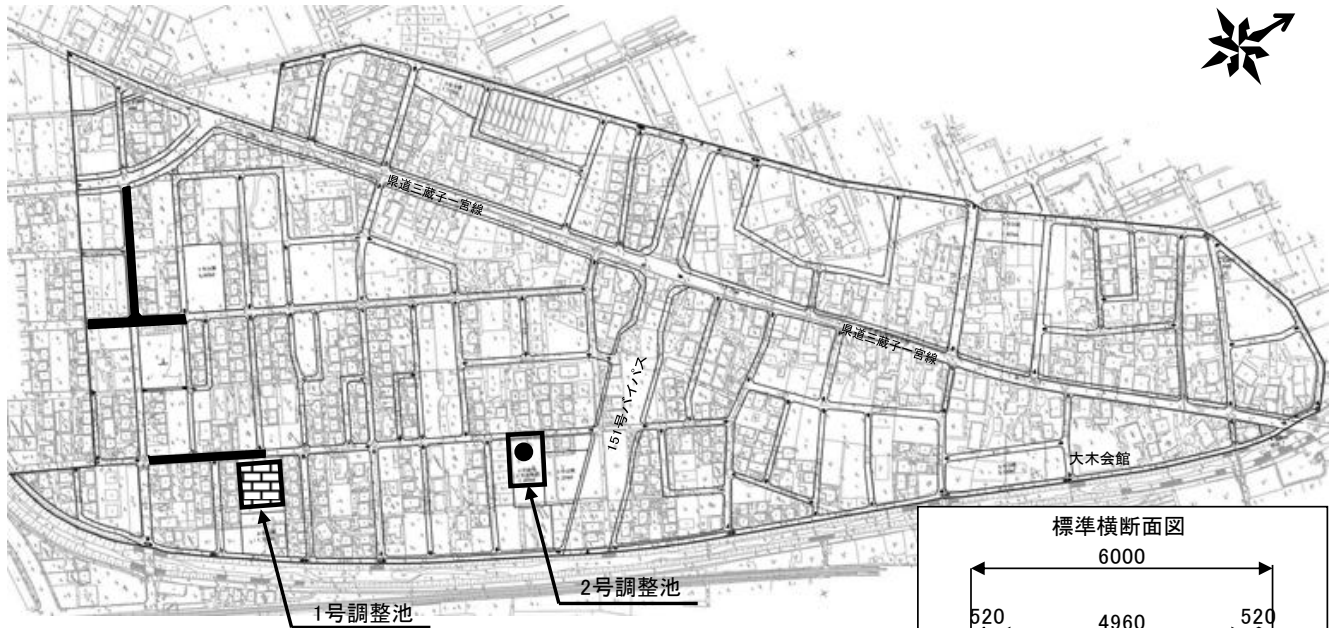 県道三蔵子一宮線
県道三蔵子一宮線
151号バイパス
大木会館
2号調整池
1号調整池
標準横断面図
6000
520 4960 520